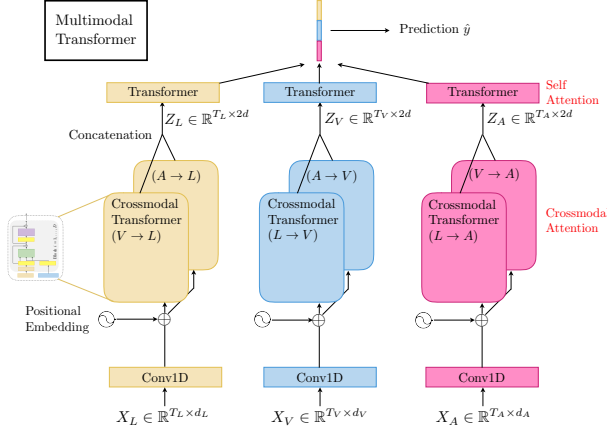 Multimodal
Transformer
Prediction ŷ
Transformer
Transformer
Transformer
Self
Attention
Z_L ∈ ℝ^{T_L×2d}
Z_V ∈ ℝ^{T_V×2d}
Z_A ∈ ℝ^{T_A×2d}
Concatenation
(A → L)
(A → V)
(V → A)
Crossmodal
Transformer
(V → L)
Crossmodal
Transformer
(L → V)
Crossmodal
Transformer
(L → A)
Crossmoda
Attention
Positional
Embedding
Conv1D
Conv1D
Conv1D
X_L ∈ ℝ^{T_L×d_L}
X_V ∈ ℝ^{T_V×d_V}
X_A ∈ ℝ^{T_A×d_A}